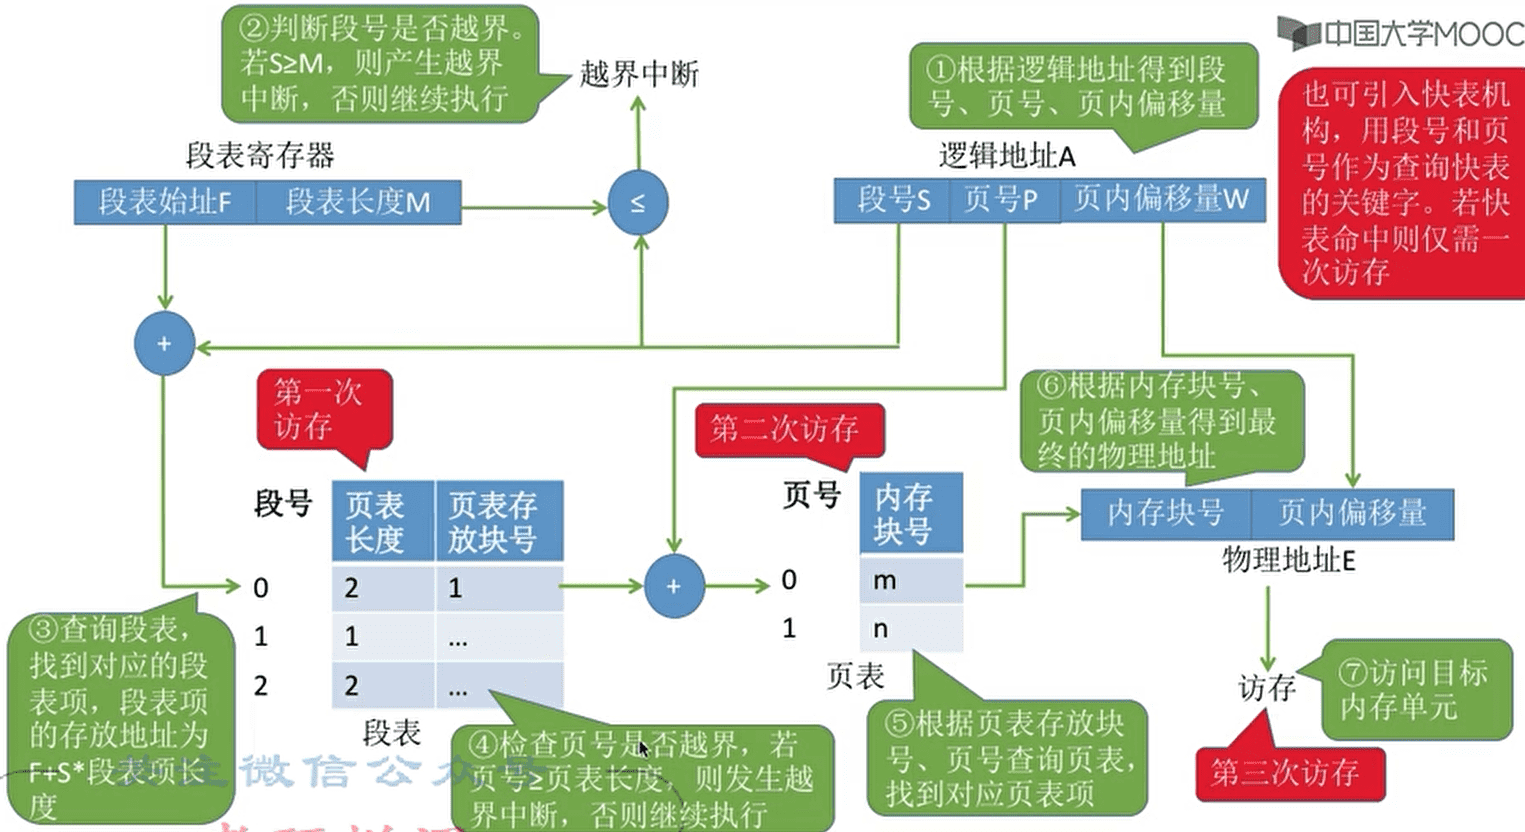 ②判断段号是否越界。
若S≥M，则产生越界
中断，否则继续执行
越界中断
①根据逻辑地址得到段
号、页号、页内偏移量
中国大学MOOC
也可引入快表机
构，用段号和页
号作为查询快表
的关键字。若快
表命中则仅需一
次访存
段表寄存器
段表始址F 段表长度M
≤
逻辑地址A
段号S 页号P 页内偏移量W
+
第一次
访存
第二次访存
⑥根据内存块号、
页内偏移量得到最
终的物理地址
段号
页表
长度
页表存
放块号
0 2 1
1 1 ...
2 2 ...
段表
+
页号
内存
块号
0 m
1 n
页表
内存块号 页内偏移量
物理地址E
访存
⑦访问目标
内存单元
第三次访存
③查询段表，
找到对应的段
表项，段表项
的存放地址为
F+S*段表项长
度
④检查页号是否越界，若
页号≥页表长度，则发生越
界中断，否则继续执行
⑤根据页表存放块
号、页号查询页表，
找到对应页表项
微信公众号